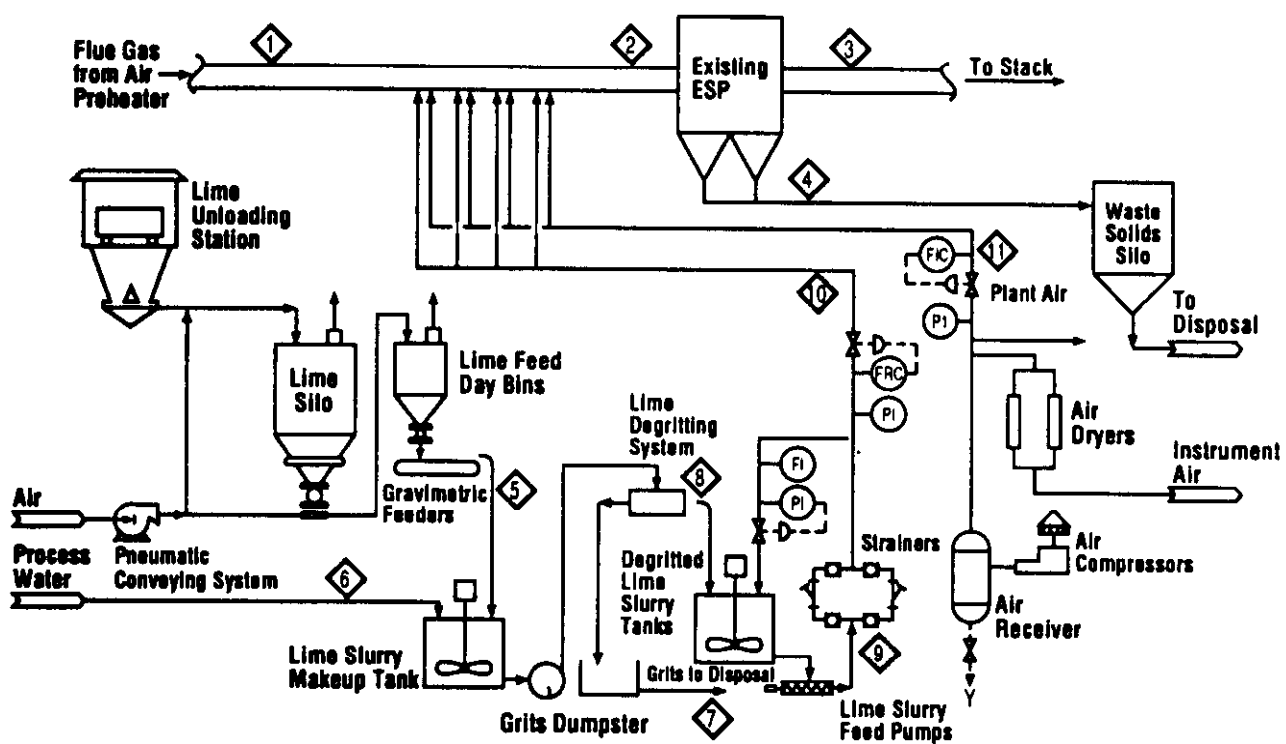 1
2
3
Flue Gas
from Air
Preheater
Existing
ESP
To Stack
4
Lime
Unloading
Station
Waste
Solids
Silo
FIC
11
10
Plant Air
P1
To
Disposal
Lime
Silo
Lime Feed
Day Bins
FRC
PI
Lime
Degritting
System
Air
Dryers
FI
Instrument
Air
5
8
PI
Gravimetric
Feeders
Air
Strainers
Process
Water
Pneumatic
Conveying System
6
Degritted
Lime
Slurry
Tanks
Air
Compressors
Air
Receiver
9
Lime Slurry
Makeup Tank
Grits to Disposal
Y
Grits Dumpster
7
Lime Slurry
Feed Pumps